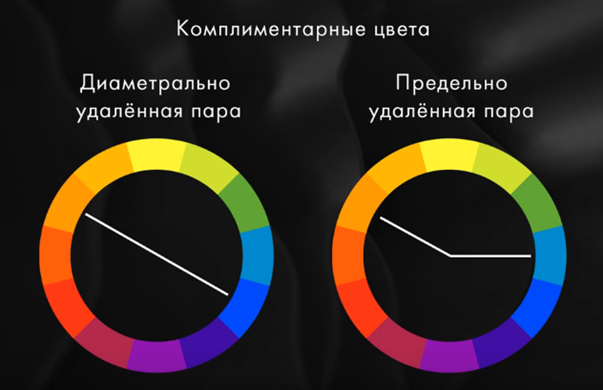 Комплиментарные цвета
Диаметрально
удалённая пара
Предельно
удалённая пара